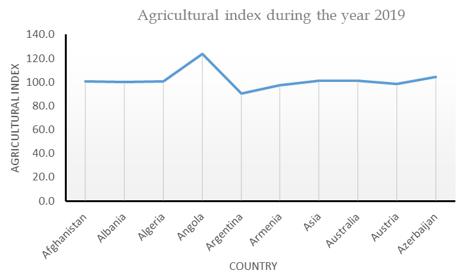 Agricultural index during the year 2019
140.0
120.0
100.0
80.0
60.0
40.0
20.0
0.0
AGRICULTURAL INDEX
Afghanistan
Albania
Algeria
Angola
Argentina
Armenia
Asia
Australia
Austria
Azerbaijan
COUNTRY